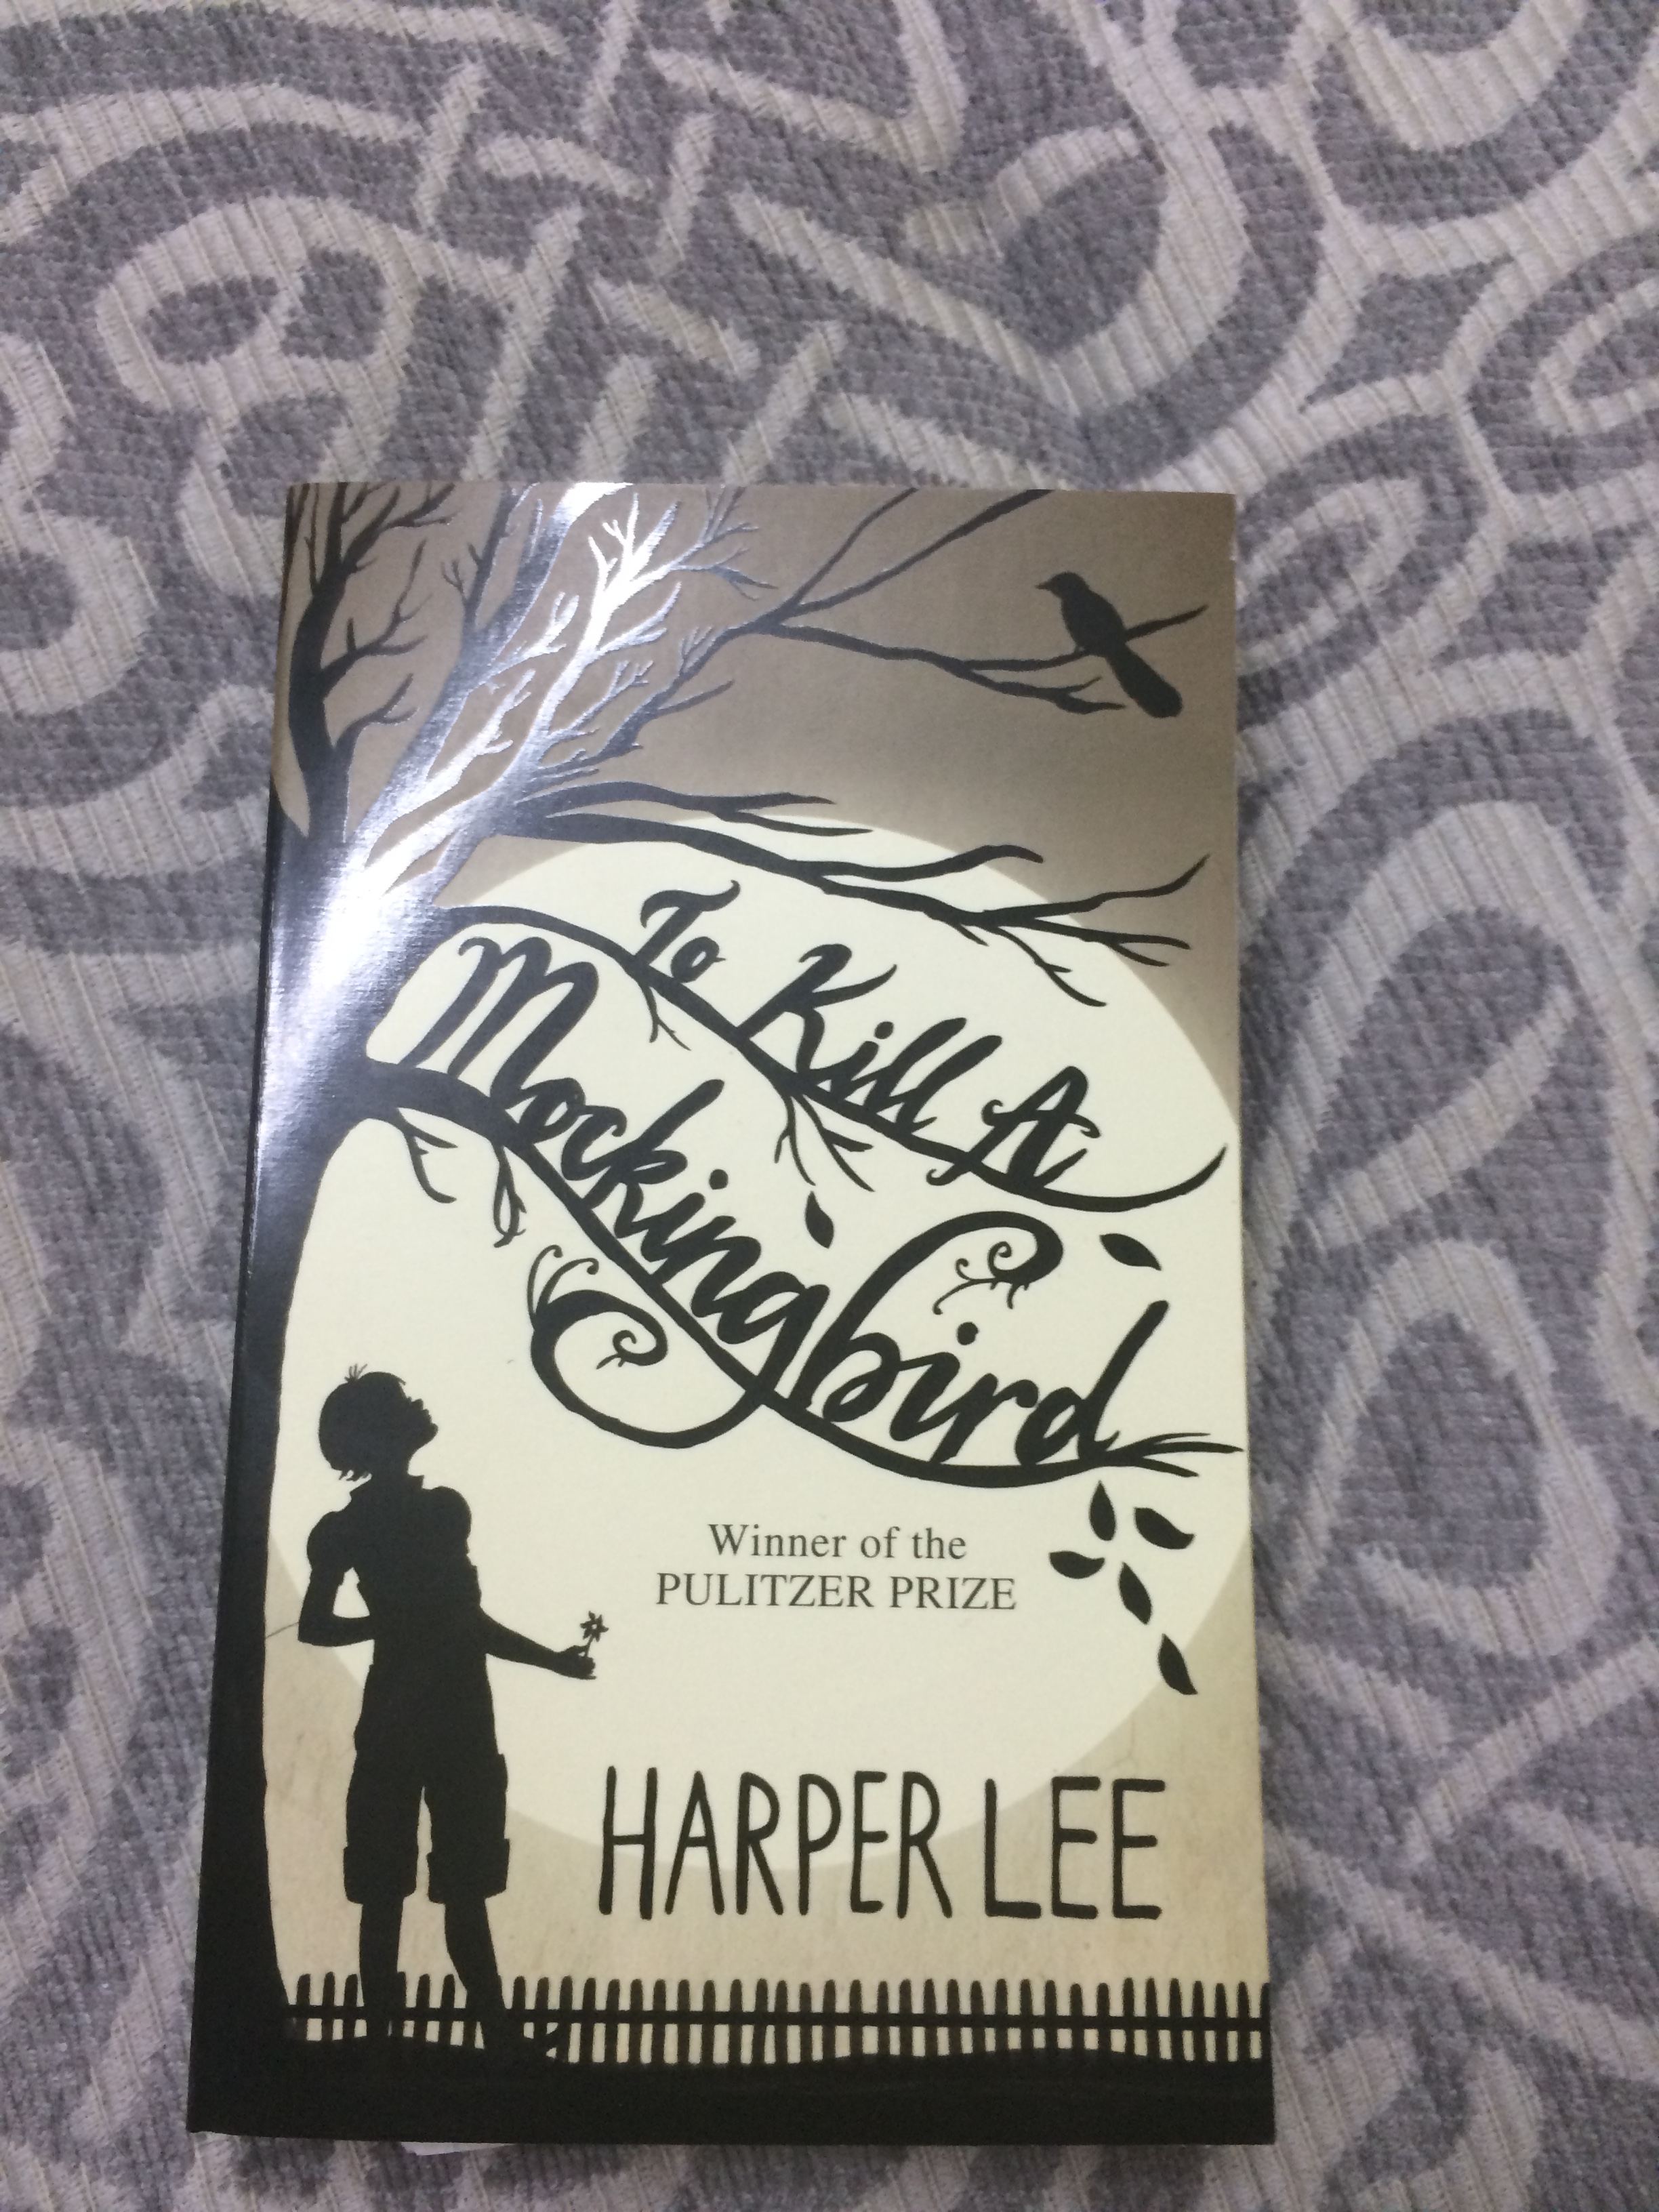 To Kill A
Mockingbird
Winner of the
PULITZER PRIZE
HARPER LEE